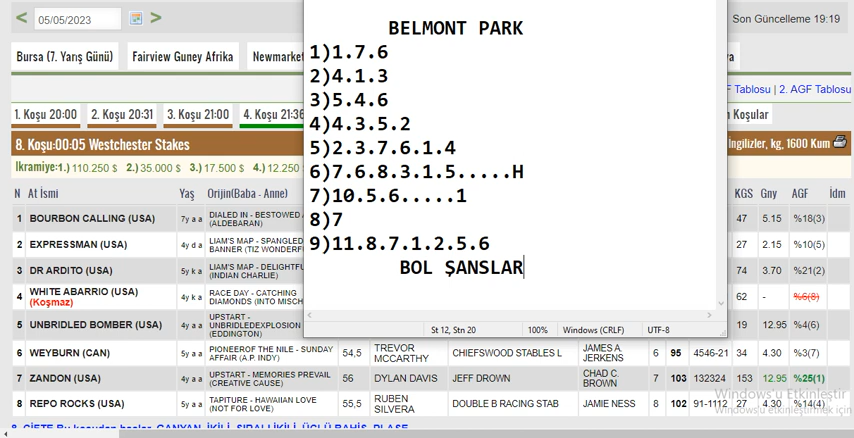 05/05/2023
Son Güncelleme 19:19
Bursa (7. Yarış Günü) Fairview Guney Afrika Newmarket
BELMONT PARK
1)1.7.6
2)4.1.3
3)5.4.6
4)4.3.5.2
5)2.3.7.6.1.4
6)7.6.8.3.1.5.....H
7)10.5.6.....1
8)7
9)11.8.7.1.2.5.6
BOL ŞANSLAR
St 12, Stn 20 100% Windows (CRLF) UTF-8
Tablosu | 2. AGF Tablosu
1. Koşu 20:00 2. Koşu 20:31 3. Koşu 21:00 4. Koşu 21:36
Koşular
8. Koşu:00:05 Westchester Stakes
İngilizler, kg, 1600 Kum
İkramiye:1.) 110.250 $ 2.) 35.000 $ 3.) 17.500 $ 4.) 12.250
N At İsmi Yaş Orijin(Baba - Anne) KGS Gny AGF İdm
1 BOURBON CALLING (USA) 7y a a DIALED IN - BESTOWED (ALDEBARAN) 47 5.15 %18(3)
2 EXPRESSMAN (USA) 4y d a LIAM'S MAP - SPANGLED BANNER (TIZ WONDERF 27 2.15 %10(5)
3 DR ARDITO (USA) 5y k a LIAM'S MAP - DELIGHTFU (INDIAN CHARLIE) 74 3.70 %21(2)
4 WHITE ABARRIO (USA) (Koşmaz) 4y k a RACE DAY - CATCHING DIAMONDS (INTO MISCH 62 - %6(8)
5 UNBRIDLED BOMBER (USA) 4y a a UPSTART - UNBRIDLEDEXPLOSION (EDDINGTON) 19 12.95 %4(6)
6 WEYBURN (CAN) 5y a a PIONEEROF THE NILE - SUNDAY AFFAIR (A.P. INDY) 54,5 TREVOR MCCARTHY CHIEFSWOOD STABLES L JAMES A. JERKENS 6 95 4546-21 34 4.30 %3(7)
7 ZANDON (USA) 4y a a UPSTART - MEMORIES PREVAIL (CREATIVE CAUSE) 56 DYLAN DAVIS JEFF DROWN CHAD C. BROWN 7 103 132324 153 12.95 %25(1)
8 REPO ROCKS (USA) 5y a a TAPITURE - HAWAIIAN LOVE (NOT FOR LOVE) 55,5 RUBEN SILVERA DOUBLE B RACING STAB JAMIE NESS 8 102 91-1112 27 4.30 %14(4)
Windows'u Etkinleştir
Windows'u etkinleştirmek için